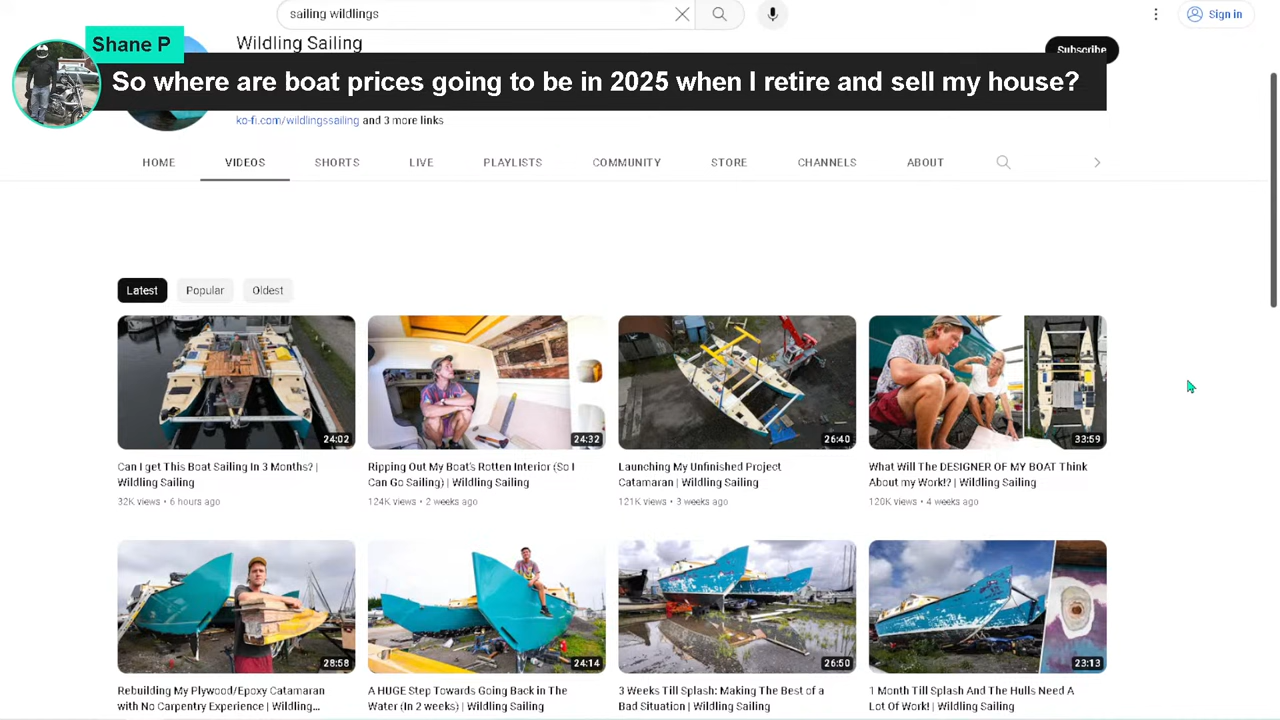 sailing wildlings
Sign in
Wildling Sailing
Subscribe
Shane P
So where are boat prices going to be in 2025 when I retire and sell my house?
ko-fi.com/wildlingssailing and 3 more links
HOME VIDEOS SHORTS LIVE PLAYLISTS COMMUNITY STORE CHANNELS ABOUT
Latest Popular Oldest
24:02
Can I get This Boat Sailing In 3 Months? |
Wildling Sailing
32K views • 6 hours ago
24:32
Ripping Out My Boat's Rotten Interior (So I
Can Go Sailing) | Wildling Sailing
124K views • 2 weeks ago
26:40
Launching My Unfinished Project
Catamaran | Wildling Sailing
121K views • 3 weeks ago
33:59
What Will The DESIGNER OF MY BOAT Think
About my Work!? | Wildling Sailing
120K views • 4 weeks ago
28:58
Rebuilding My Plywood/Epoxy Catamaran
with No Carpentry Experience | Wildling...
24:14
A HUGE Step Towards Going Back in The
Water (In 2 weeks) | Wildling Sailing
26:50
3 Weeks Till Splash: Making The Best of a
Bad Situation | Wildling Sailing
23:13
1 Month Till Splash And The Hulls Need A
Lot Of Work! | Wildling Sailing